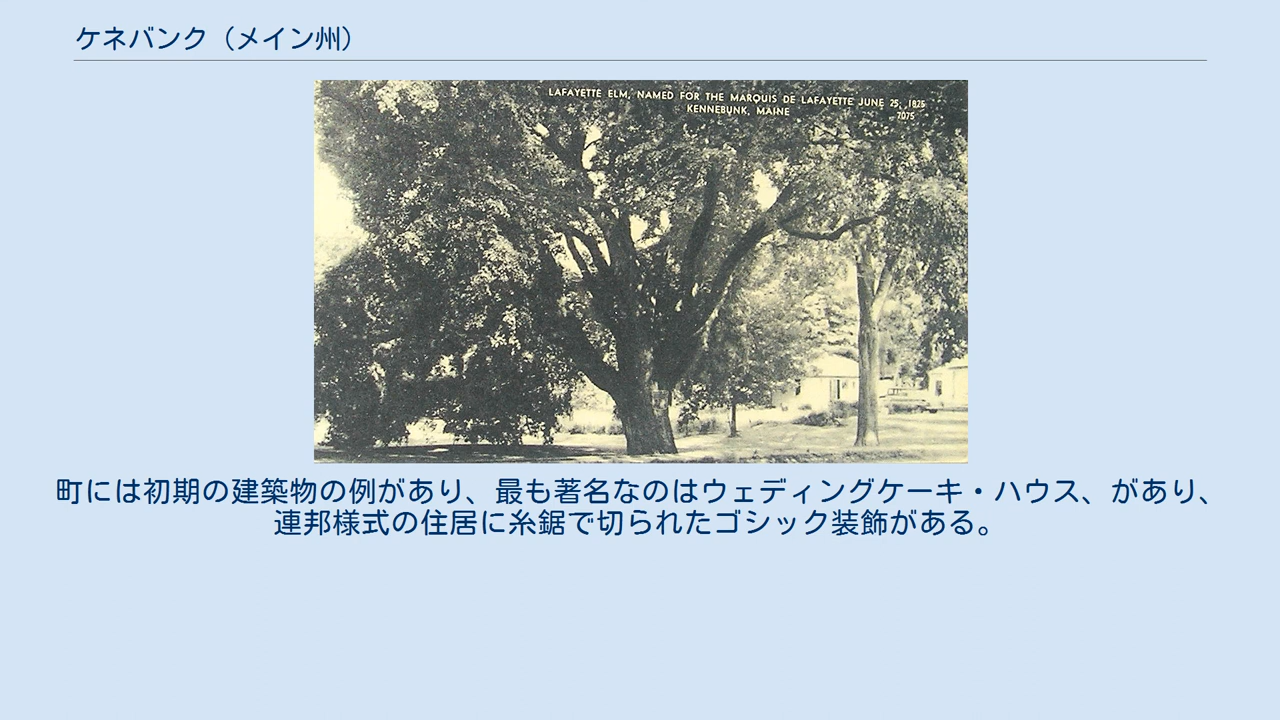 ケネバンク（メイン州）
LAFAYETTE ELM, NAMED FOR THE MARQUIS DE LAFAYETTE JUNE 25, 1825
KENNEBUNK, MAINE
7075
町には初期の建築物の例があり、最も著名なのはウェディングケーキ・ハウス、があり、
連邦様式の住居に糸鋸で切られたゴシック装飾がある。